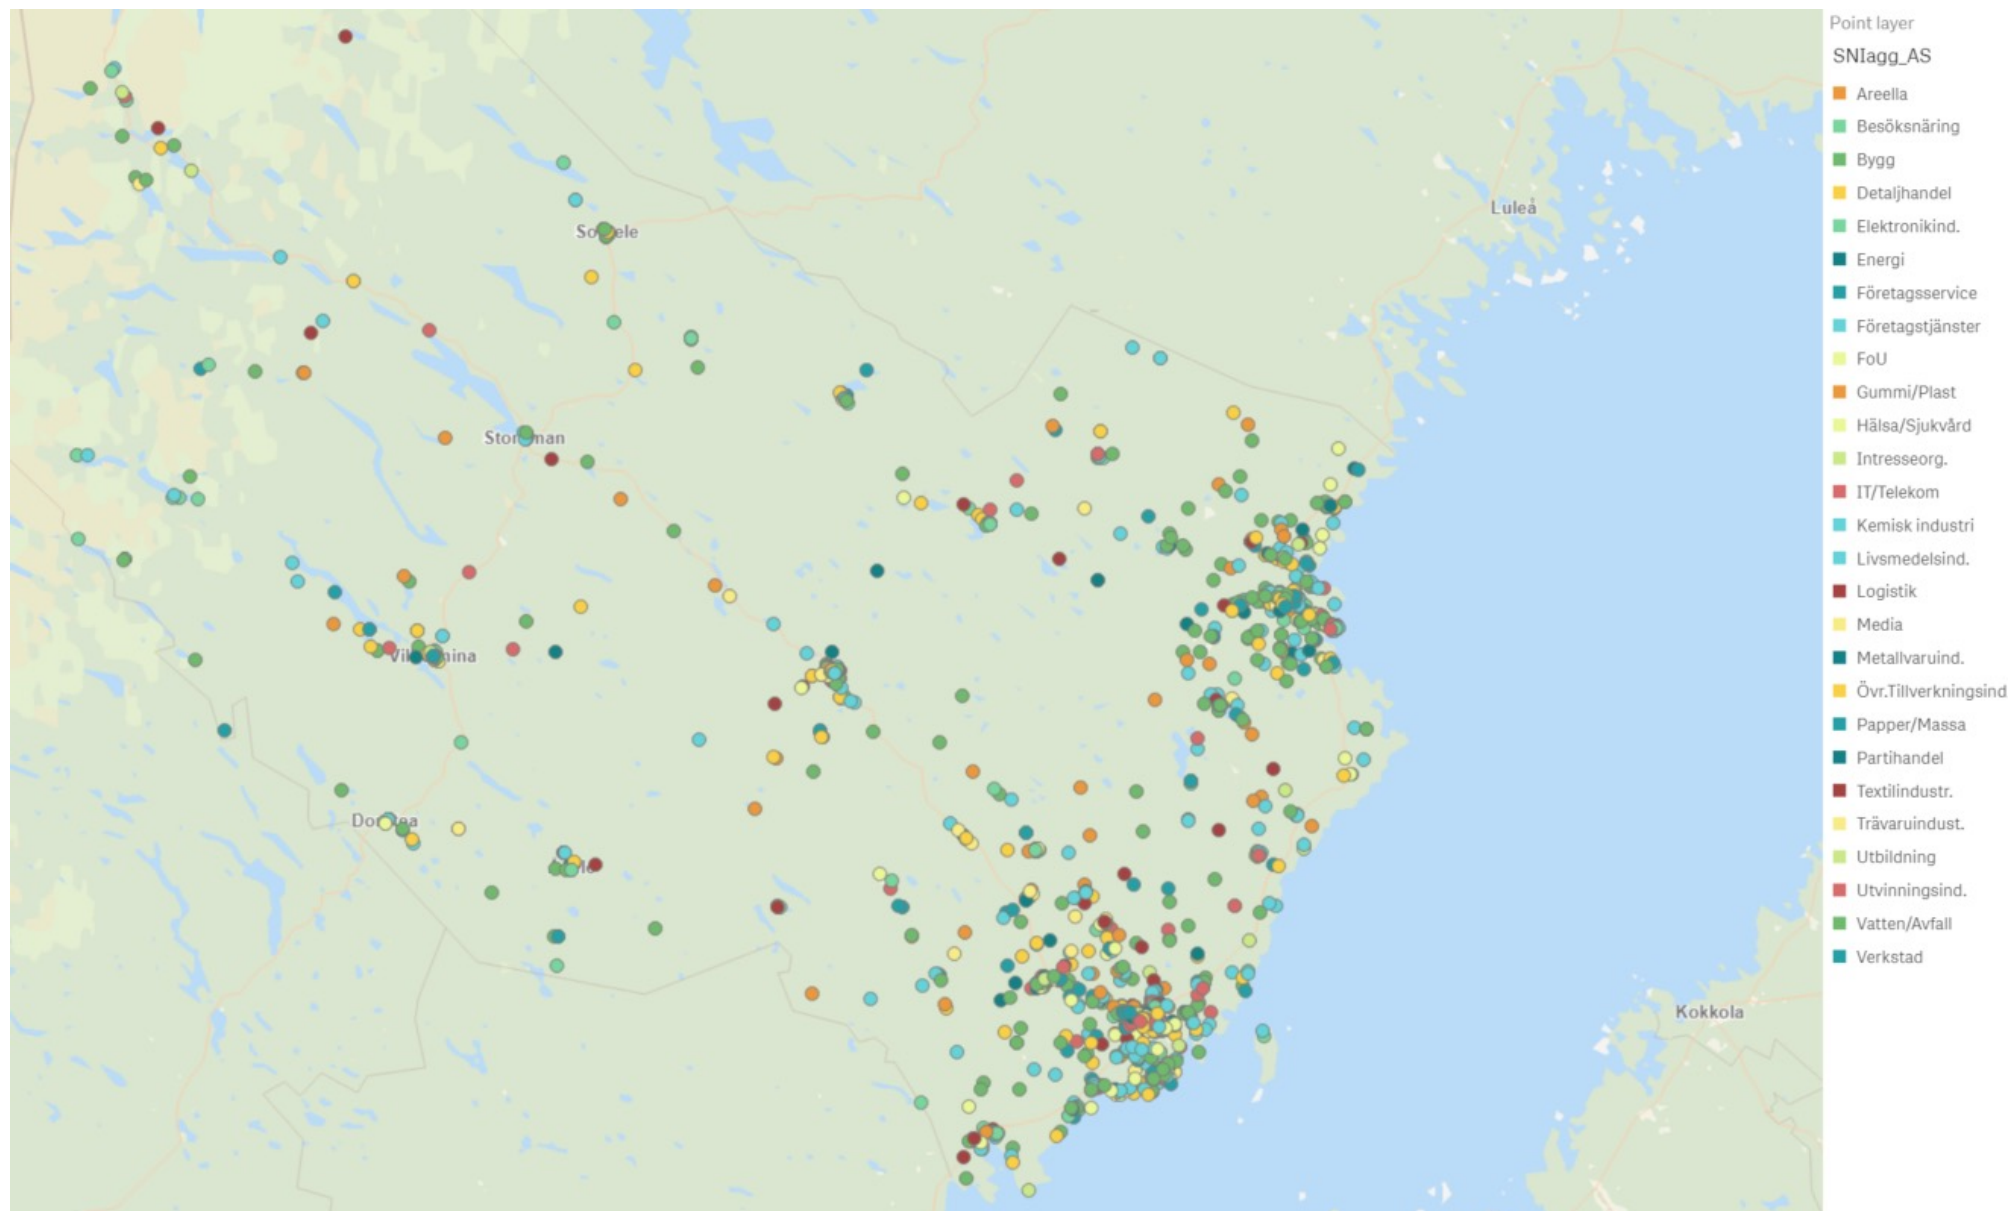 Point layer
SNIagg_AS
Areella
Besöksnäring
Bygg
Detaljhandel
Elektronikind.
Energi
Företagsservice
Företagstjänster
FoU
Gummi/Plast
Hälsa/Sjukvård
Intresseorg.
IT/Telekom
Kemisk industri
Livsmedelsind.
Logistik
Media
Metallvaruind.
Övr.Tillverkningsind
Papper/Massa
Partihandel
Textilindustr.
Trävaruindust.
Utbildning
Utvinningsind.
Vatten/Avfall
Verkstad
Luleå
Kokkola